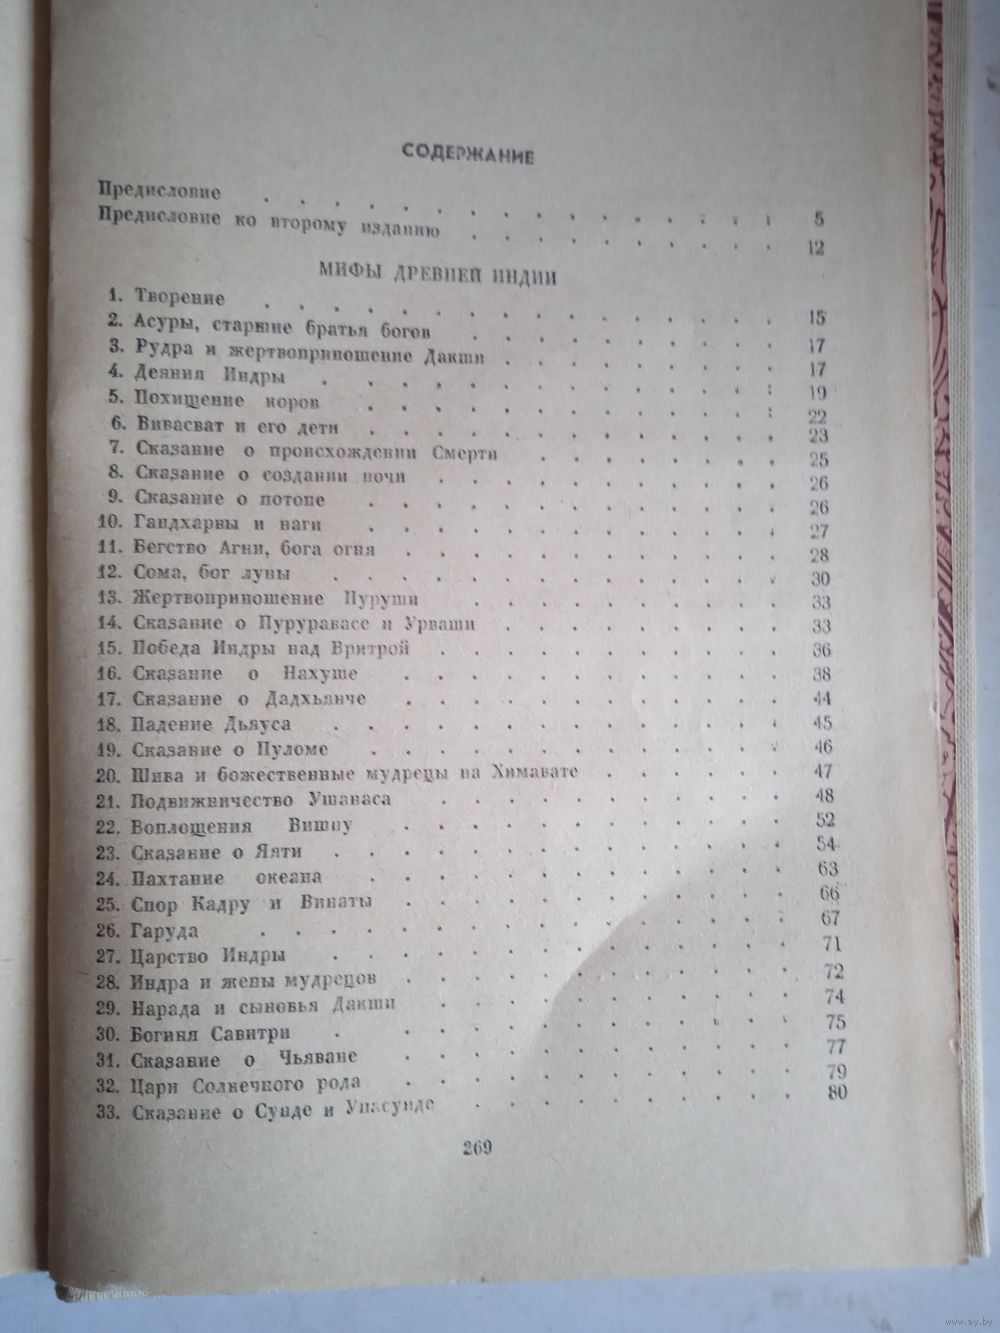 СОДЕРЖАНИЕ
Предисловие . . . . . . . . . . . . . . . 5
Предисловие ко второму изданию . . . . . . . . . . 12
МИФЫ ДРЕВНЕЙ ИНДИИ
1. Творение . . . . . . . . . . . . . . . 15
2. Асуры, старшие братья богов . . . . . . . . . 17
3. Рудра и жертвоприношение Дакши . . . . . . . . 17
4. Деяния Индры . . . . . . . . . . . . . 19
5. Похищение коров . . . . . . . . . . . . 22
6. Вивасват и его дети . . . . . . . . . . . . 23
7. Сказание о происхождении Смерти . . . . . . . 25
8. Сказание о создании ночи . . . . . . . . . . 26
9. Сказание о потопе . . . . . . . . . . . . 26
10. Гандхарвы и наги . . . . . . . . . . . . 27
11. Бегство Агни, бога огня . . . . . . . . . . . 28
12. Сома, бог луны . . . . . . . . . . . . . 30
13. Жертвоприношение Пуруши . . . . . . . . . 33
14. Сказание о Пуруравасе и Урваши . . . . . . . . 33
15. Победа Индры над Вритрой . . . . . . . . . . 36
16. Сказание о Нахуше . . . . . . . . . . . 38
17. Сказание о Дадхьянче . . . . . . . . . . . 44
18. Падение Дьяуса . . . . . . . . . . . . . 45
19. Сказание о Пуломе . . . . . . . . . . . . 46
20. Шива и божественные мудрецы на Химавате . . . . . 47
21. Подвижничество Ушанаса . . . . . . . . . . 48
22. Воплощения Вишну . . . . . . . . . . . 52
23. Сказание о Яяти . . . . . . . . . . . . . 54
24. Пахтание океана . . . . . . . . . . . . 63
25. Спор Кадру и Винаты . . . . . . . . . . . 66
26. Гаруда . . . . . . . . . . . . . . . 67
27. Царство Индры . . . . . . . . . . . . . 71
28. Индра и жены мудрецов . . . . . . . . . . . 72
29. Нарада и сыновья Дакши . . . . . . . . . . 74
30. Богиня Савитри . . . . . . . . . . . . . 75
31. Сказание о Чьяване . . . . . . . . . . . 77
32. Цари Солнечного рода . . . . . . . . . . . 79
33. Сказание о Сунде и Упасунде . . . . . . . . . 80
269
www.ay.by